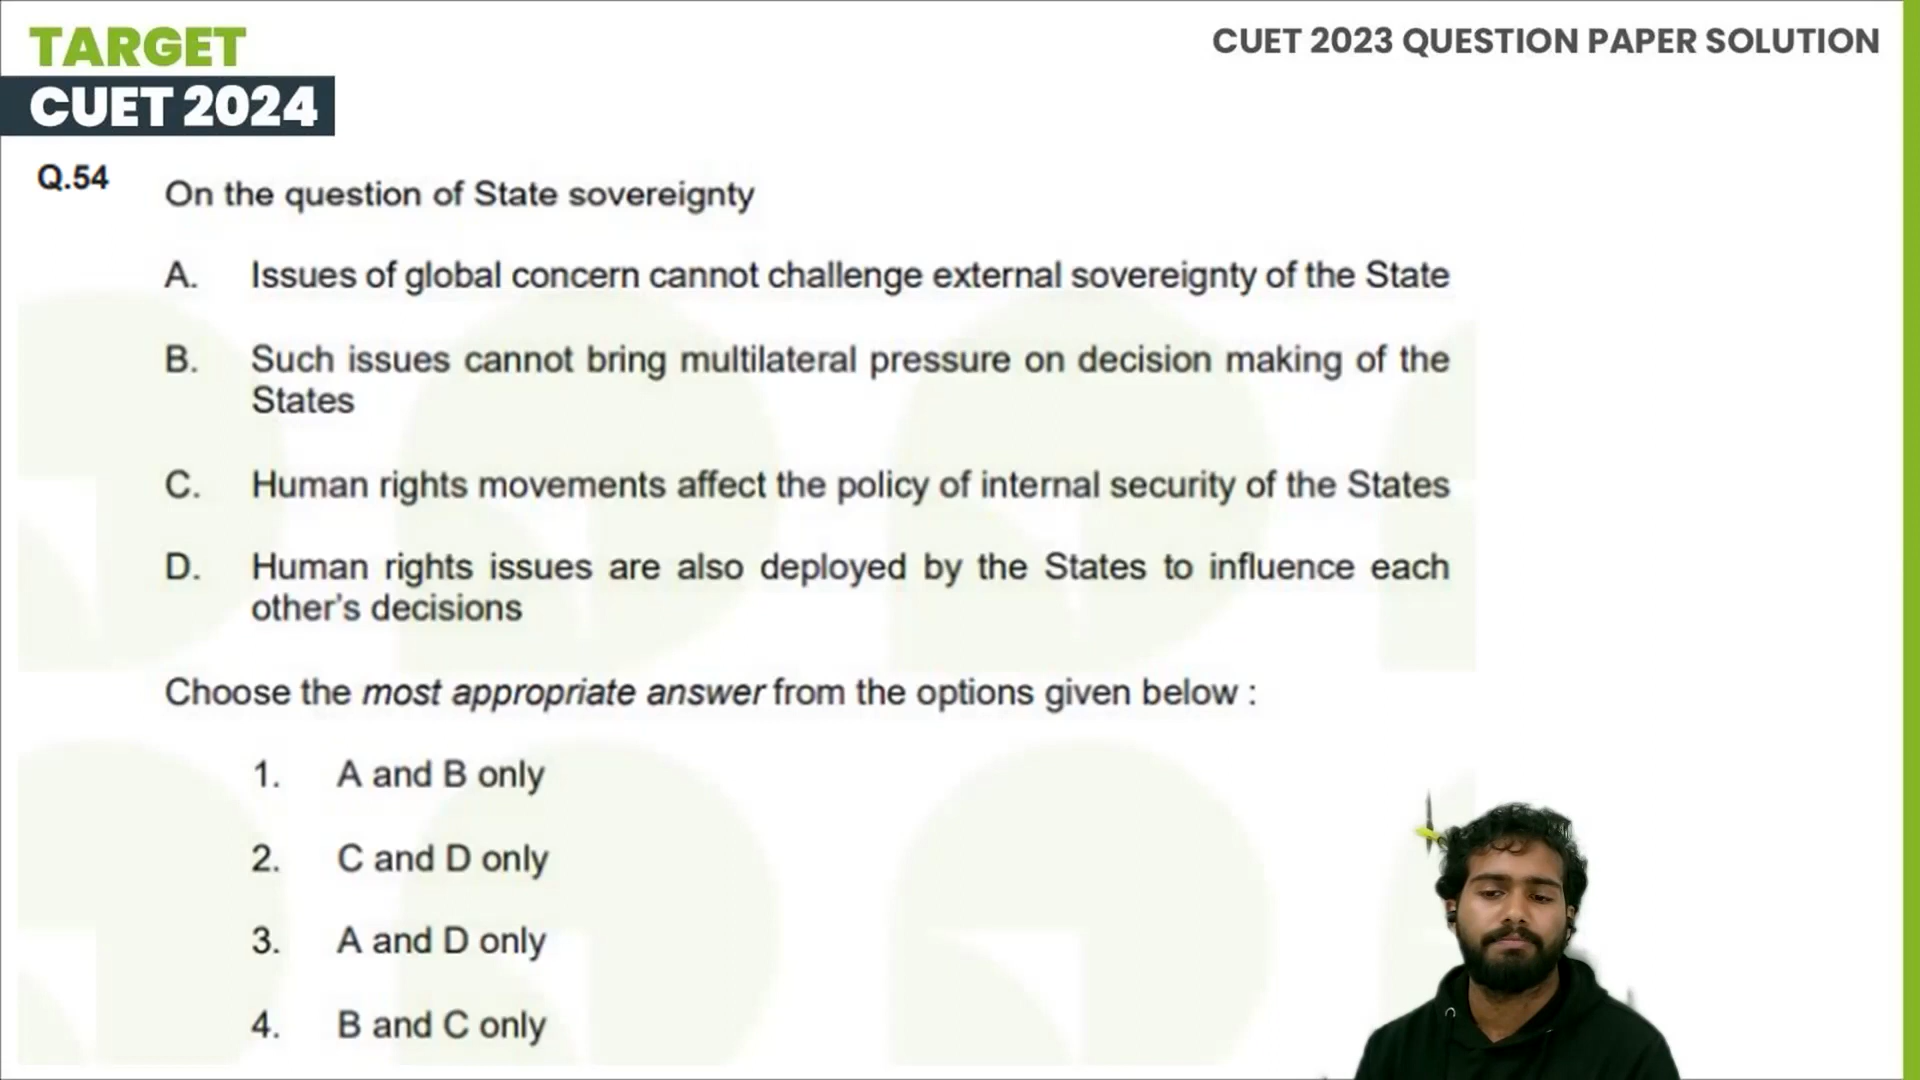 TARGET
CUET 2024
CUET 2023 QUESTION PAPER SOLUTION
Q.54 On the question of State sovereignty
A. Issues of global concern cannot challenge external sovereignty of the State
B. Such issues cannot bring multilateral pressure on decision making of the
States
C. Human rights movements affect the policy of internal security of the States
D. Human rights issues are also deployed by the States to influence each
other's decisions
Choose the most appropriate answer from the options given below :
1. A and B only
2. C and D only
3. A and D only
4. B and C only